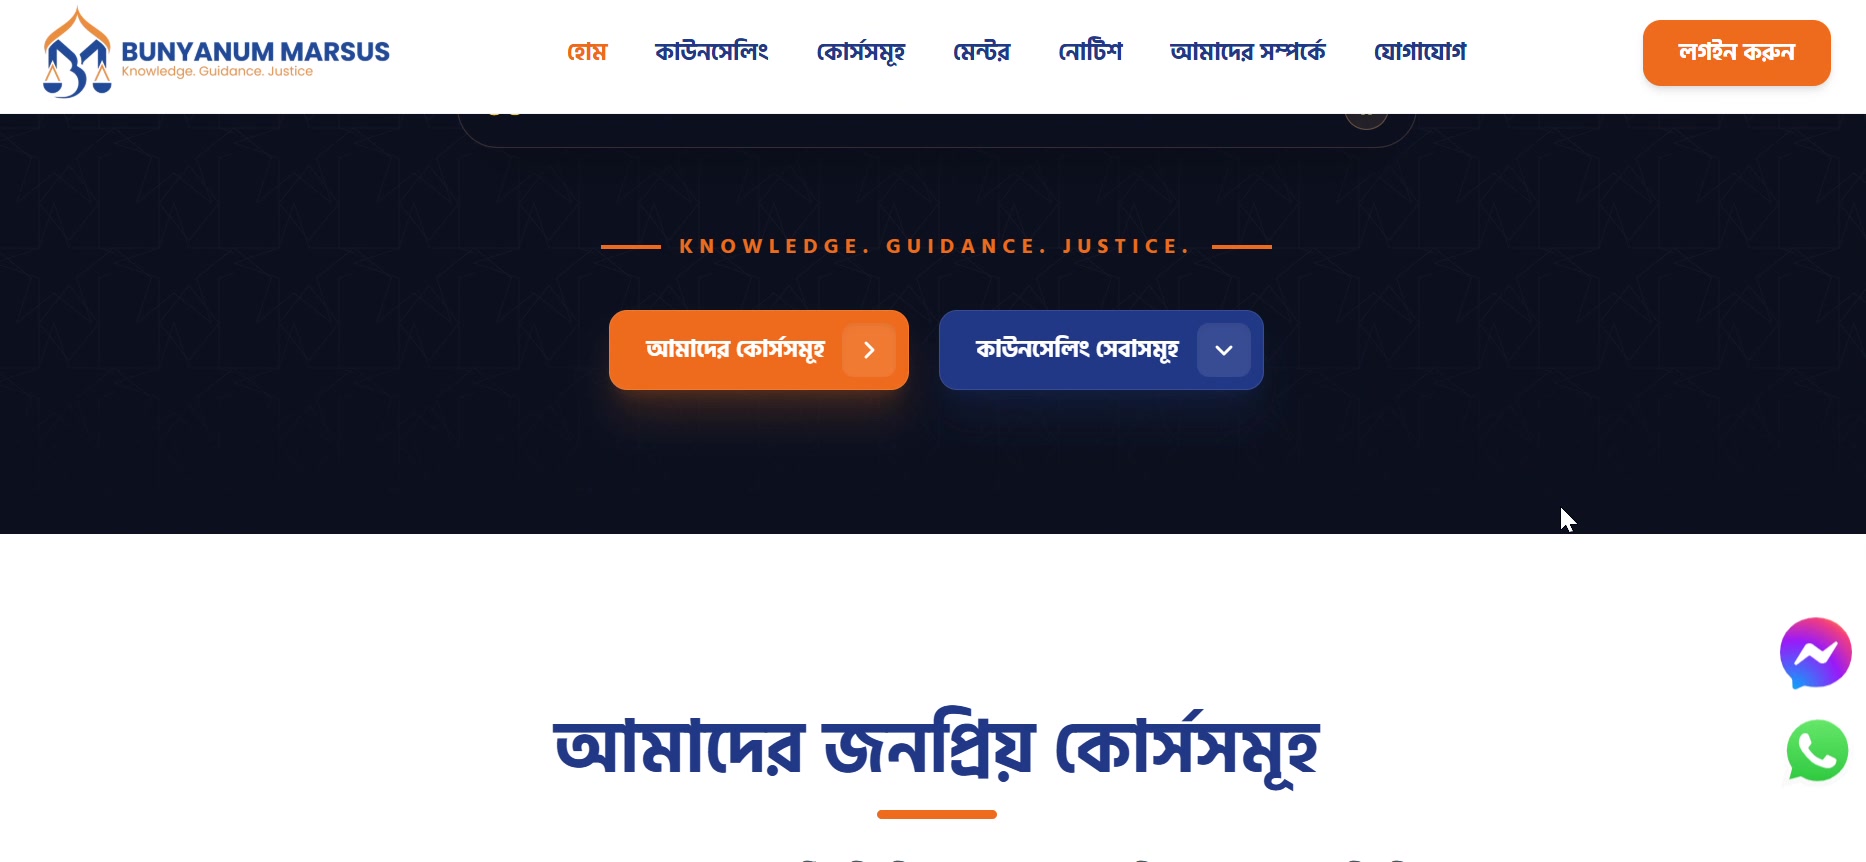 BUNYANUM MARSUS
Knowledge. Guidance. Justice
হোম
কাউনসেলিং
কোর্সসমূহ
মেন্টর
নোটিশ
আমাদের সম্পর্কে
যোগাযোগ
লগইন করুন
KNOWLEDGE. GUIDANCE. JUSTICE.
আমাদের কোর্সসমূহ
কাউনসেলিং সেবাসমূহ
আমাদের জনপ্রিয় কোর্সসমূহ